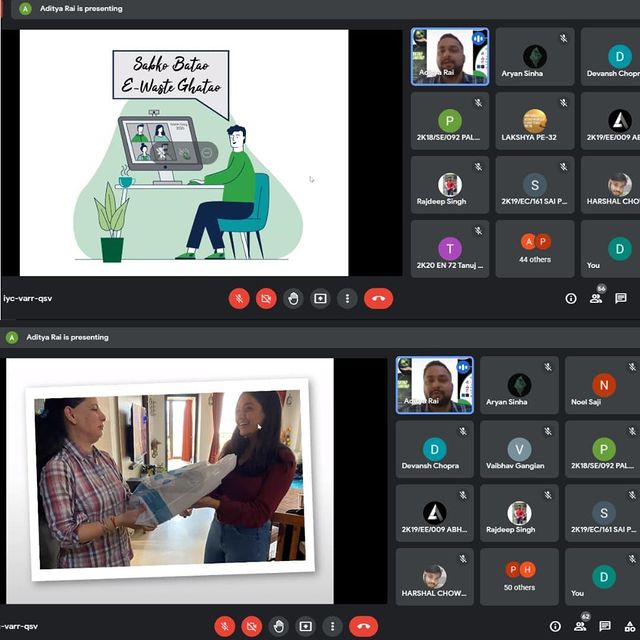 A Aditya Rai is presenting
Sabko Batao
E-Waste Ghatao
Aditya Rai
Aryan Sinha
D
Devansh Chopr
P
2K18/SE/092 PAL...
LAKSHYA PE-32
2K19/EE/009 AB
Rajdeep Singh
S
2K19/EC/161 SAI P...
HARSHAL CHO
T
2K20 EN 72 Tanuj ...
A P
44 others
D
You
iyc-varr-qsv
56
A Aditya Rai is presenting
Aditya Rai
Aryan Sinha
N
Noel Saji
D
Devansh Chopra
V
Vaibhav Gangian
P
2K18/SE/092 PAL...
2K19/EE/009 ABH...
Rajdeep Singh
S
2K19/EC/161 SAI P
HARSHAL CHOW...
P H
50 others
D
You
-varr-qsv
62